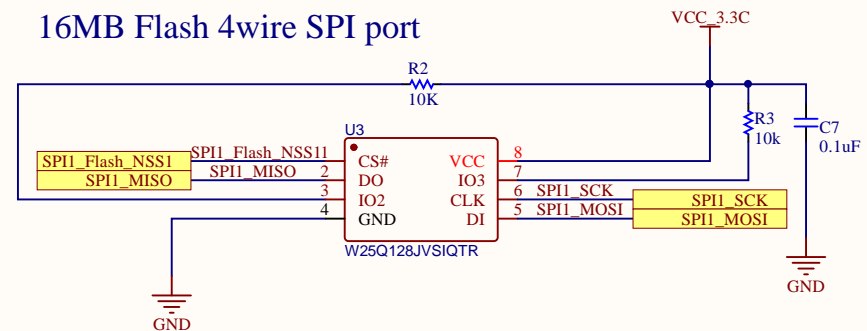 16MB Flash 4wire SPI port
VCC_3.3C
R2
10K
R3
10k
C7
0.1uF
U3
SPI1_Flash_NSS1
SPI1_Flash_NSS1
1
CS#
VCC
8
SPI1_MISO
SPI1_MISO
2
DO
IO3
7
3
IO2
CLK
6
SPI1_SCK
SPI1_SCK
4
GND
DI
5
SPI1_MOSI
SPI1_MOSI
W25Q128JVSIQTR
GND
GND